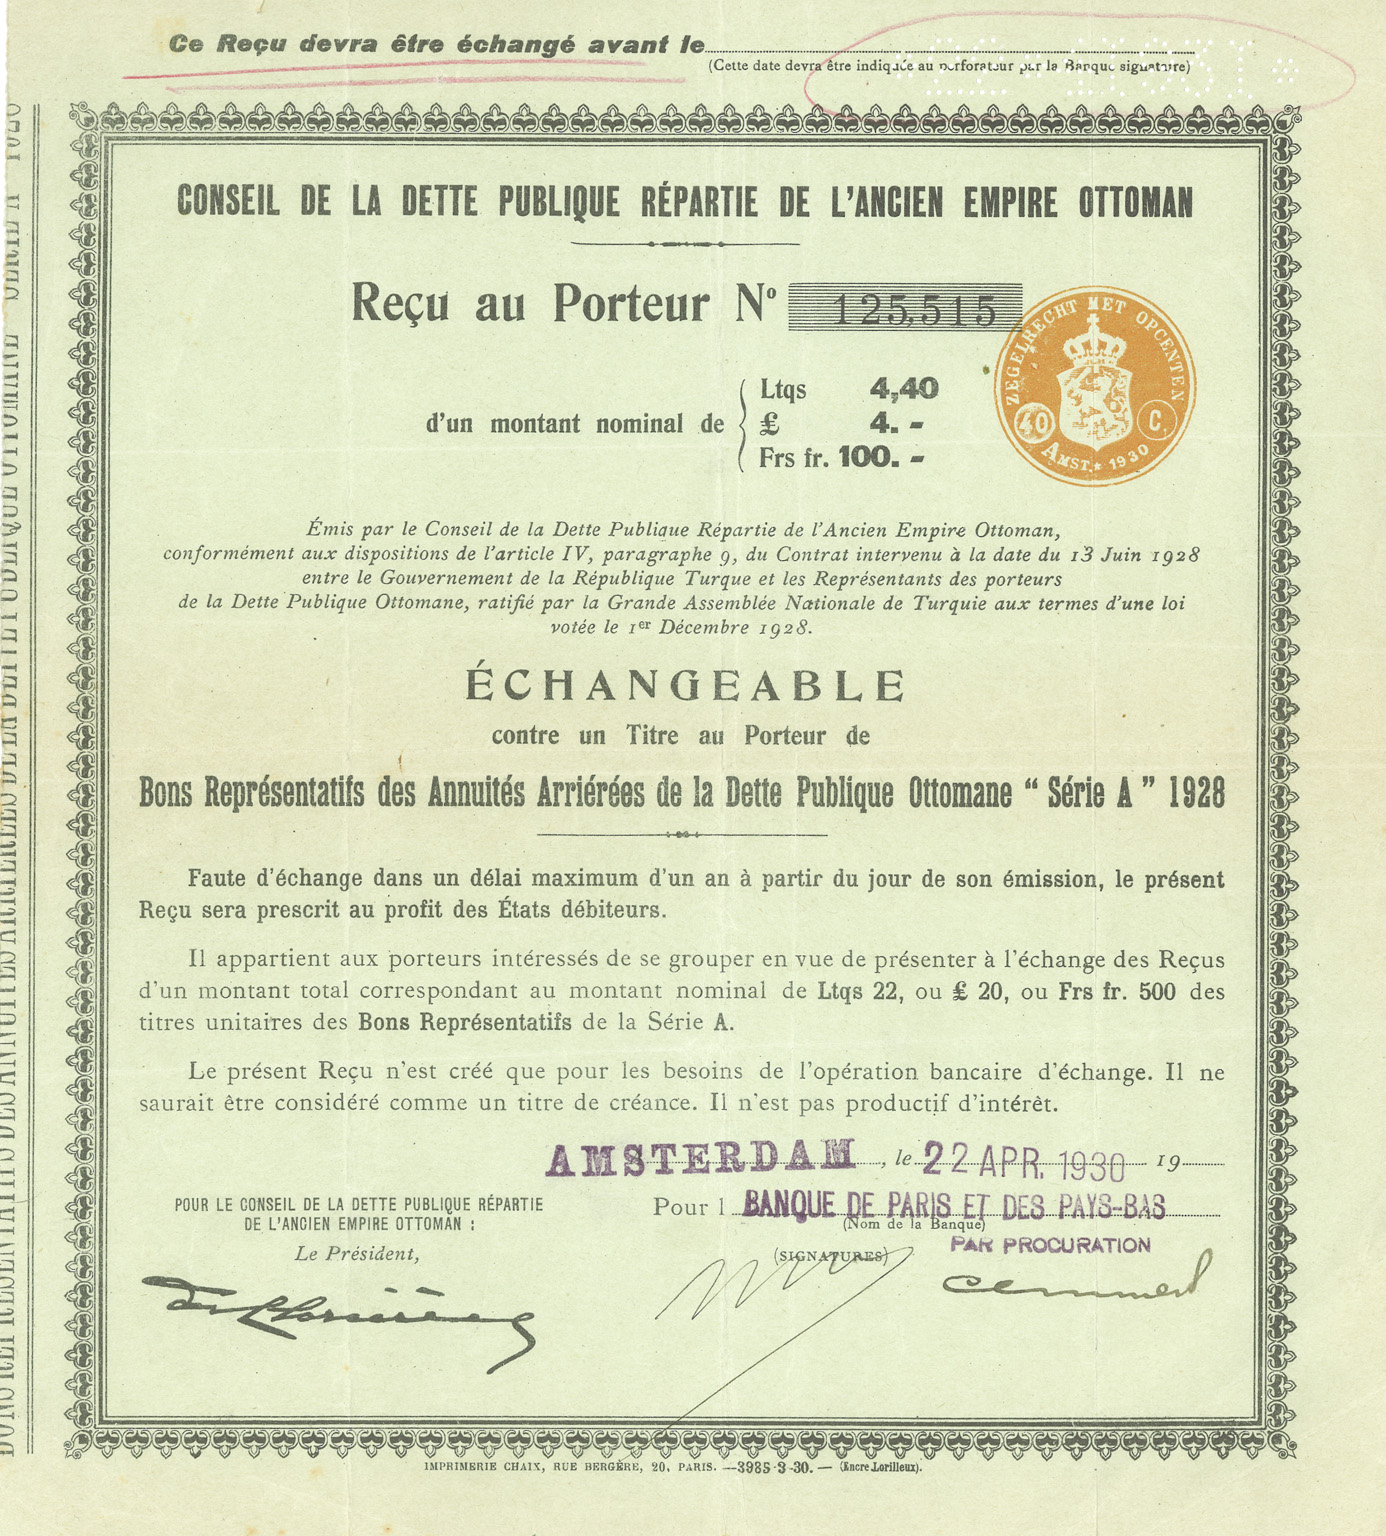 Ce Reçu devra être échangé avant le
(Cette date devra être indiquée au perforateur par la Banque signature)
CONSEIL DE LA DETTE PUBLIQUE RÉPARTIE DE L'ANCIEN EMPIRE OTTOMAN
Reçu au Porteur Nº 125,515
ZEGELRECHT MET OPCENTEN
40 C.
AMST. * 1930
d'un montant nominal de
Ltqs 4,40
£ 4. -
Frs fr. 100. -
Émis par le Conseil de la Dette Publique Répartie de l'Ancien Empire Ottoman,
conformément aux dispositions de l'article IV, paragraphe 9, du Contrat intervenu à la date du 13 Juin 1928
entre le Gouvernement de la République Turque et les Représentants des porteurs
de la Dette Publique Ottomane, ratifié par la Grande Assemblée Nationale de Turquie aux termes d'une loi
votée le 1er Décembre 1928.
ÉCHANGEABLE
contre un Titre au Porteur de
Bons Représentatifs des Annuités Arriérées de la Dette Publique Ottomane “ Série A ” 1928
Faute d'échange dans un délai maximum d'un an à partir du jour de son émission, le présent
Reçu sera prescrit au profit des États débiteurs.
Il appartient aux porteurs intéressés de se grouper en vue de présenter à l'échange des Reçus
d'un montant total correspondant au montant nominal de Ltqs 22, ou £ 20, ou Frs fr. 500 des
titres unitaires des Bons Représentatifs de la Série A.
Le présent Reçu n'est créé que pour les besoins de l'opération bancaire d'échange. Il ne
saurait être considéré comme un titre de créance. Il n'est pas productif d'intérêt.
AMSTERDAM, le 22 APR. 1930 19
POUR LE CONSEIL DE LA DETTE PUBLIQUE RÉPARTIE
DE L'ANCIEN EMPIRE OTTOMAN :
Le Président,
Pour l BANQUE DE PARIS ET DES PAYS-BAS
(Nom de la Banque)
PAR PROCURATION
(SIGNATURES)
IMPRIMERIE CHAIX, RUE BERGÈRE, 20, PARIS. —3985-3-30. — (Encre Lorilleux).